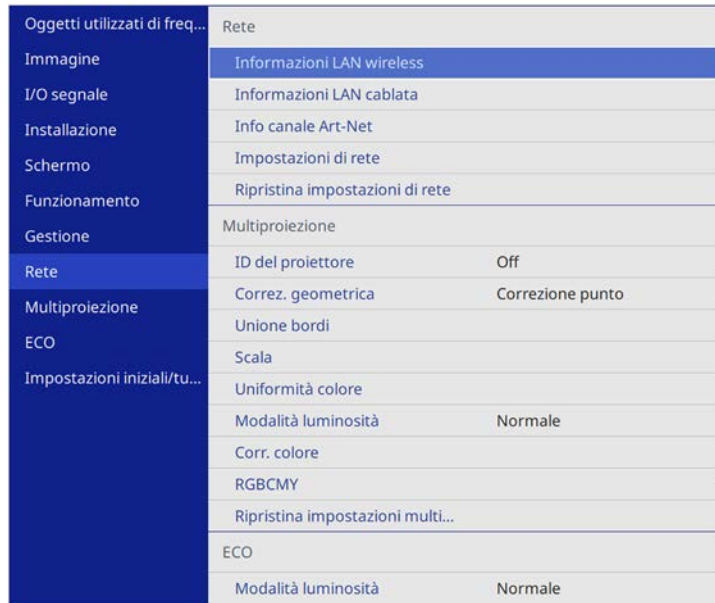 Oggetti utilizzati di freq...
Immagine
I/O segnale
Installazione
Schermo
Funzionamento
Gestione
Rete
Multiproiezione
ECO
Impostazioni iniziali/tu...
Rete
Informazioni LAN wireless
Informazioni LAN cablata
Info canale Art-Net
Impostazioni di rete
Ripristina impostazioni di rete
Multiproiezione
ID del proiettore Off
Correz. geometrica Correzione punto
Unione bordi
Scala
Uniformità colore
Modalità luminosità Normale
Corr. colore
RGBCMY
Ripristina impostazioni multi...
ECO
Modalità luminosità Normale